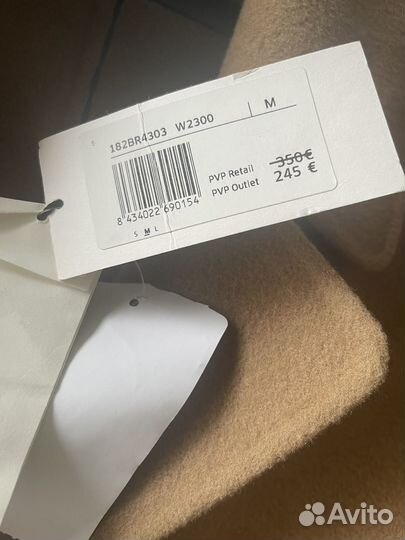 182BR4303 W2300
M
PVP Retail 350€
PVP Outlet 245 €
8 434022 690154
S M L
Avito